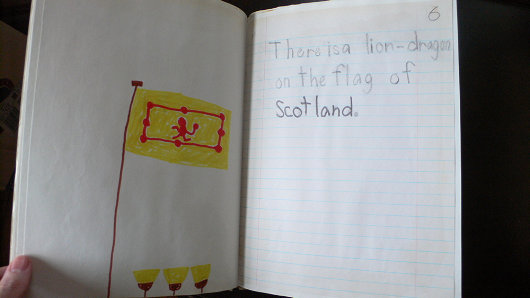 6
There is a lion-dragon
on the flag of
Scotland.